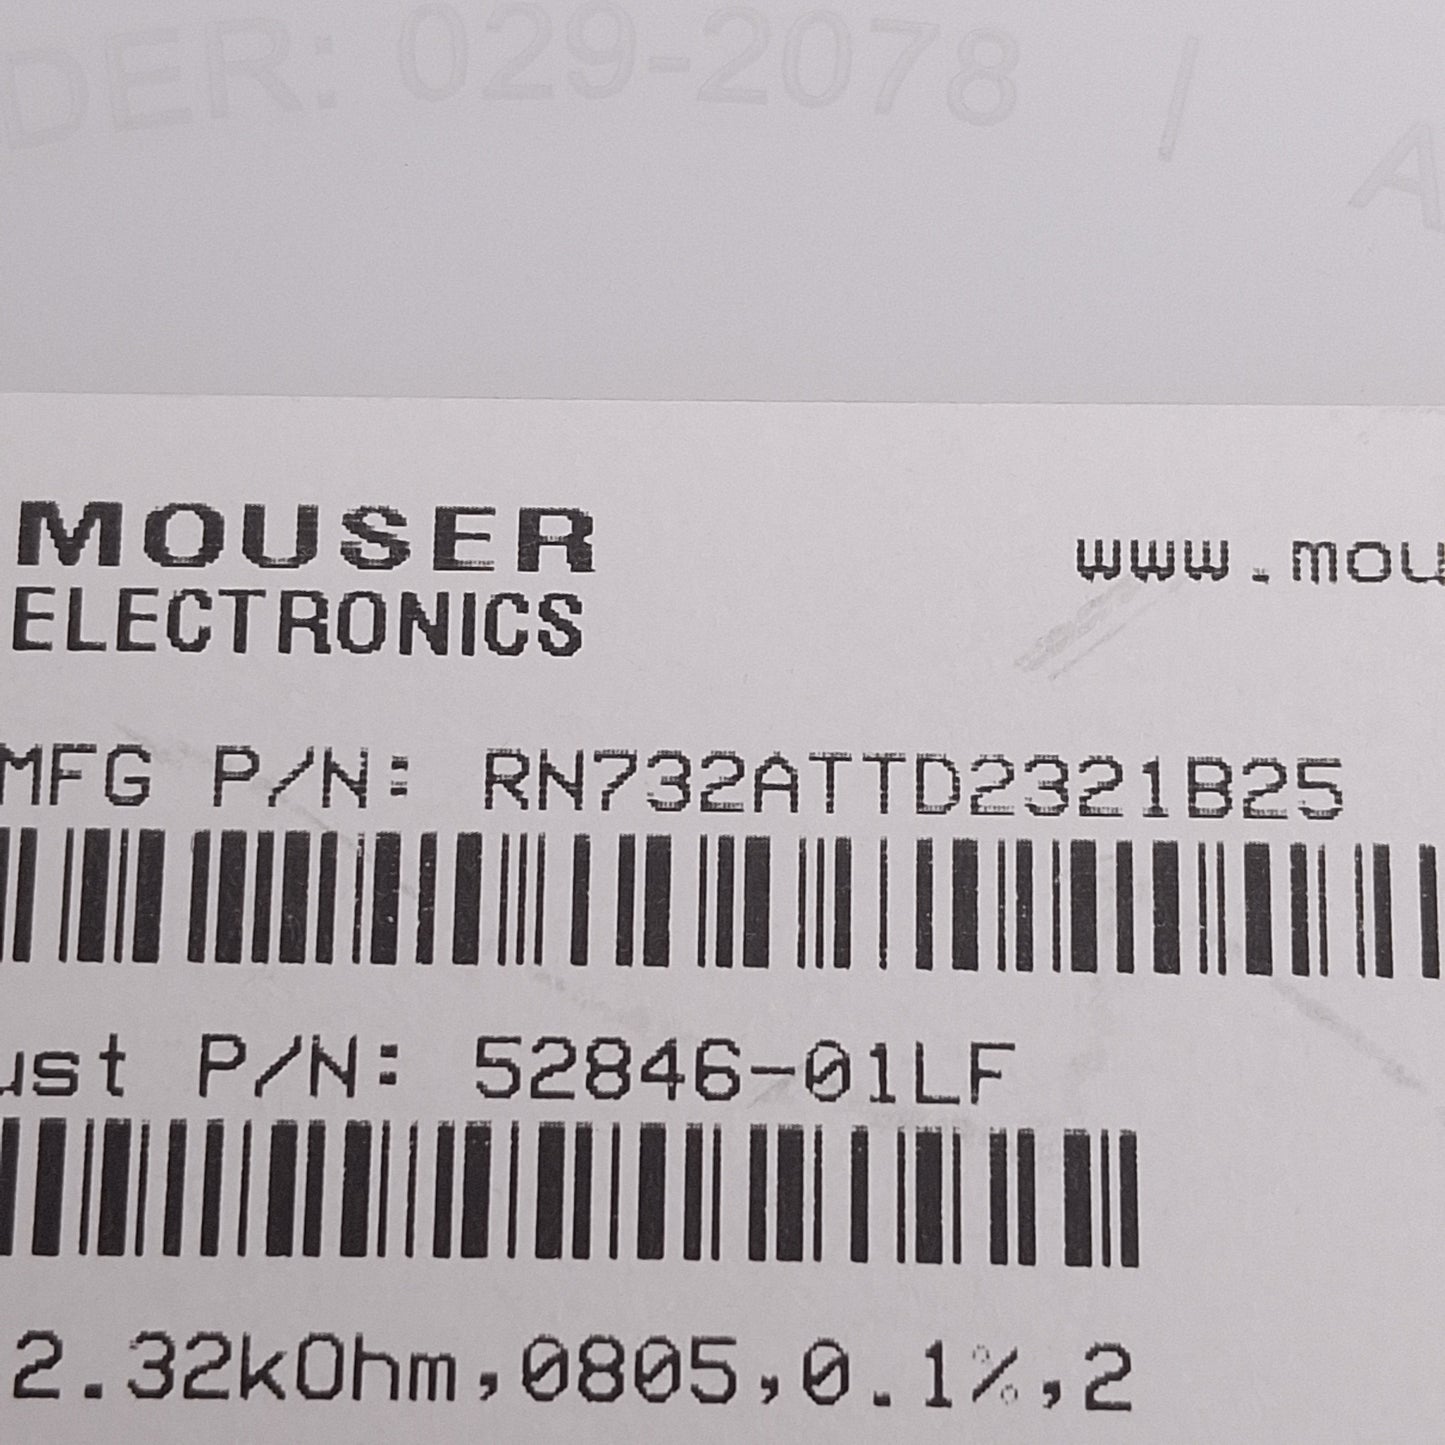 DER: 029-2078 | A
MOUSER
ELECTRONICS
www.mou
MFG P/N: RN732ATTD2321B25
ust P/N: 52846-01LF
2.32kOhm,0805,0.1%,2